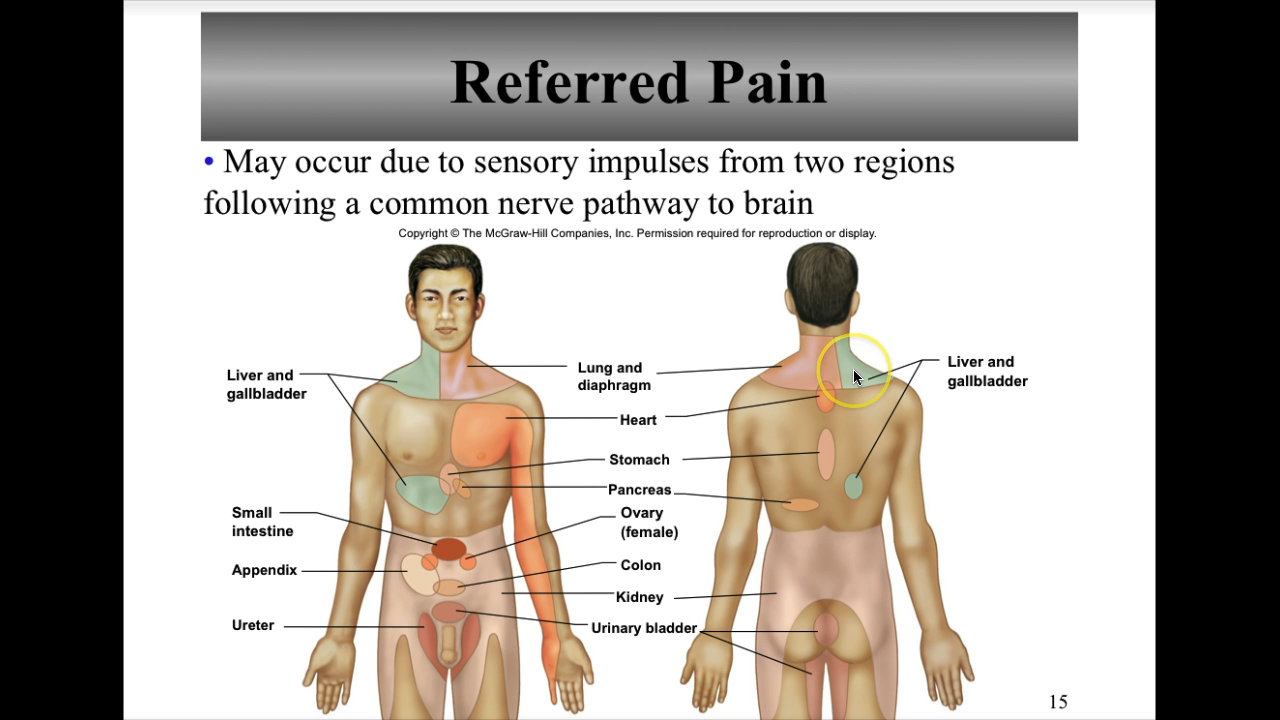 Referred Pain
• May occur due to sensory impulses from two regions
following a common nerve pathway to brain
Copyright © The McGraw-Hill Companies, Inc. Permission required for reproduction or display.
Liver and
gallbladder
Small
intestine
Appendix
Ureter
Lung and
diaphragm
Heart
Stomach
Pancreas
Ovary
(female)
Colon
Kidney
Urinary bladder
Liver and
gallbladder
15